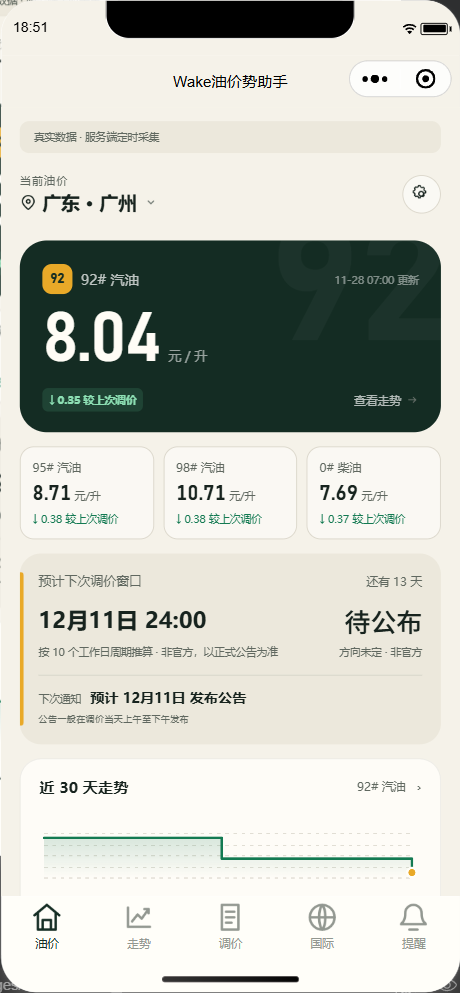 18:51
Wake油价势助手
真实数据 · 服务端定时采集
当前油价
广东 · 广州
92
92
92# 汽油
11-28 07:00 更新
8.04 元 / 升
↓ 0.35 较上次调价
查看走势 →
95# 汽油
8.71 元/升
↓ 0.38 较上次调价
98# 汽油
10.71 元/升
↓ 0.38 较上次调价
0# 柴油
7.69 元/升
↓ 0.37 较上次调价
预计下次调价窗口
还有 13 天
12月11日 24:00
待公布
按 10 个工作日周期推算 · 非官方，以正式公告为准
方向未定 · 非官方
下次通知 预计 12月11日 发布公告
公告一般在调价当天上午至下午发布
近 30 天走势
92# 汽油 ›
油价
走势
调价
国际
提醒